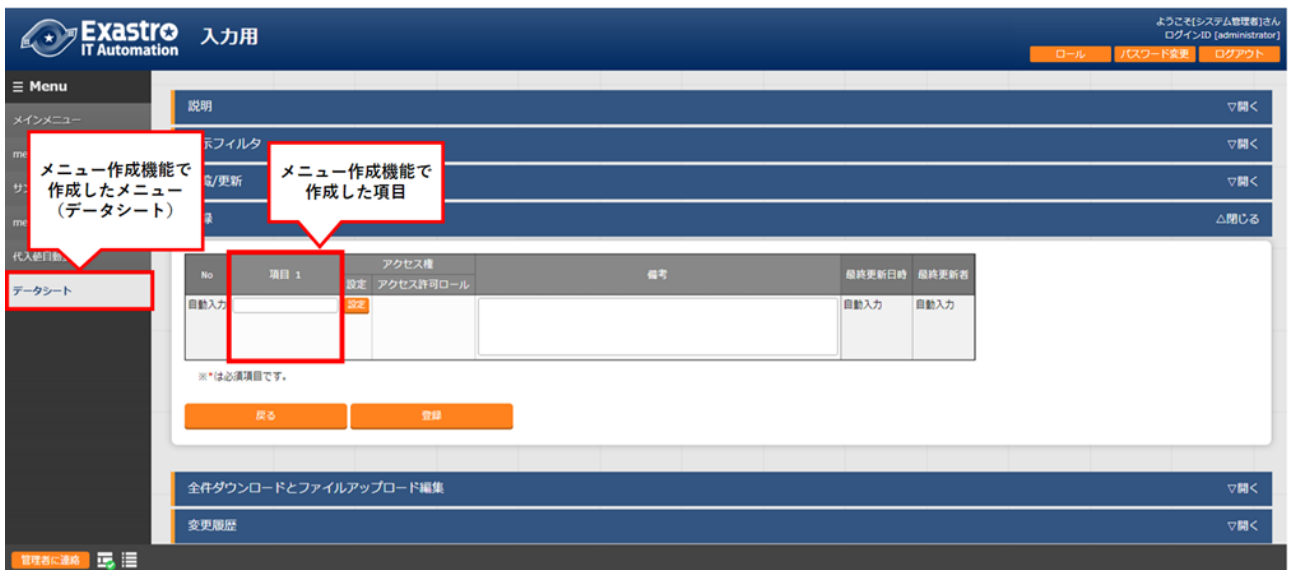 Exastro
IT Automation
入力用
ようこそ[システム管理者]さん
ログインID [administrator]
ロール
パスワード変更
ログアウト
Menu
メインメニュー
me
サン
me
代入値自動
データシート
メニュー作成機能で
作成したメニュー
（データシート）
メニュー作成機能で
作成した項目
説明
▽開く
示フィルタ
▽開く
/更新
▽開く
△閉じる
No
項目 1
アクセス権
設定
アクセス許可ロール
備考
最終更新日時
最終更新者
自動入力
設定
自動入力
自動入力
※*は必須項目です。
戻る
登録
全件ダウンロードとファイルアップロード編集
▽開く
変更履歴
▽開く
管理者に連絡